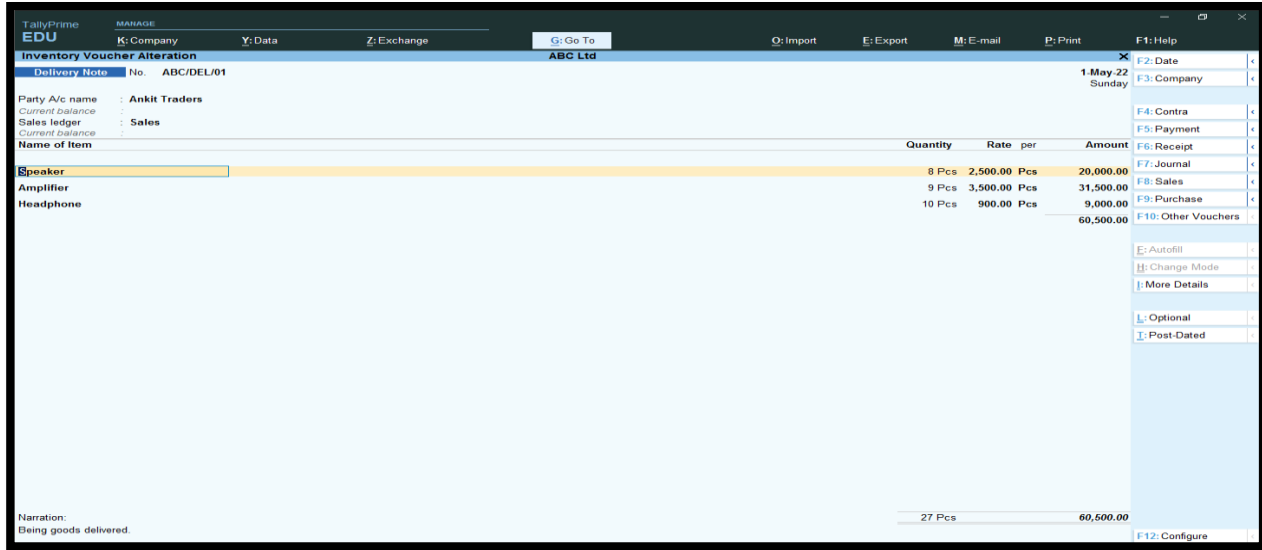 TallyPrime MANAGE
EDU K: Company Y: Data Z: Exchange G: Go To O: Import E: Export M: E-mail P: Print F1: Help
Inventory Voucher Alteration ABC Ltd
Delivery Note No. ABC/DEL/01 1-May-22
Sunday
Party A/c name : Ankit Traders
Current balance :
Sales ledger : Sales
Current balance :
Name of Item Quantity Rate per Amount
Speaker 8 Pcs 2,500.00 Pcs 20,000.00
Amplifier 9 Pcs 3,500.00 Pcs 31,500.00
Headphone 10 Pcs 900.00 Pcs 9,000.00
60,500.00
Narration: 27 Pcs 60,500.00
Being goods delivered.
F2: Date
F3: Company
F4: Contra
F5: Payment
F6: Receipt
F7: Journal
F8: Sales
F9: Purchase
F10: Other Vouchers
E: Autofill
H: Change Mode
I: More Details
L: Optional
T: Post-Dated
F12: Configure